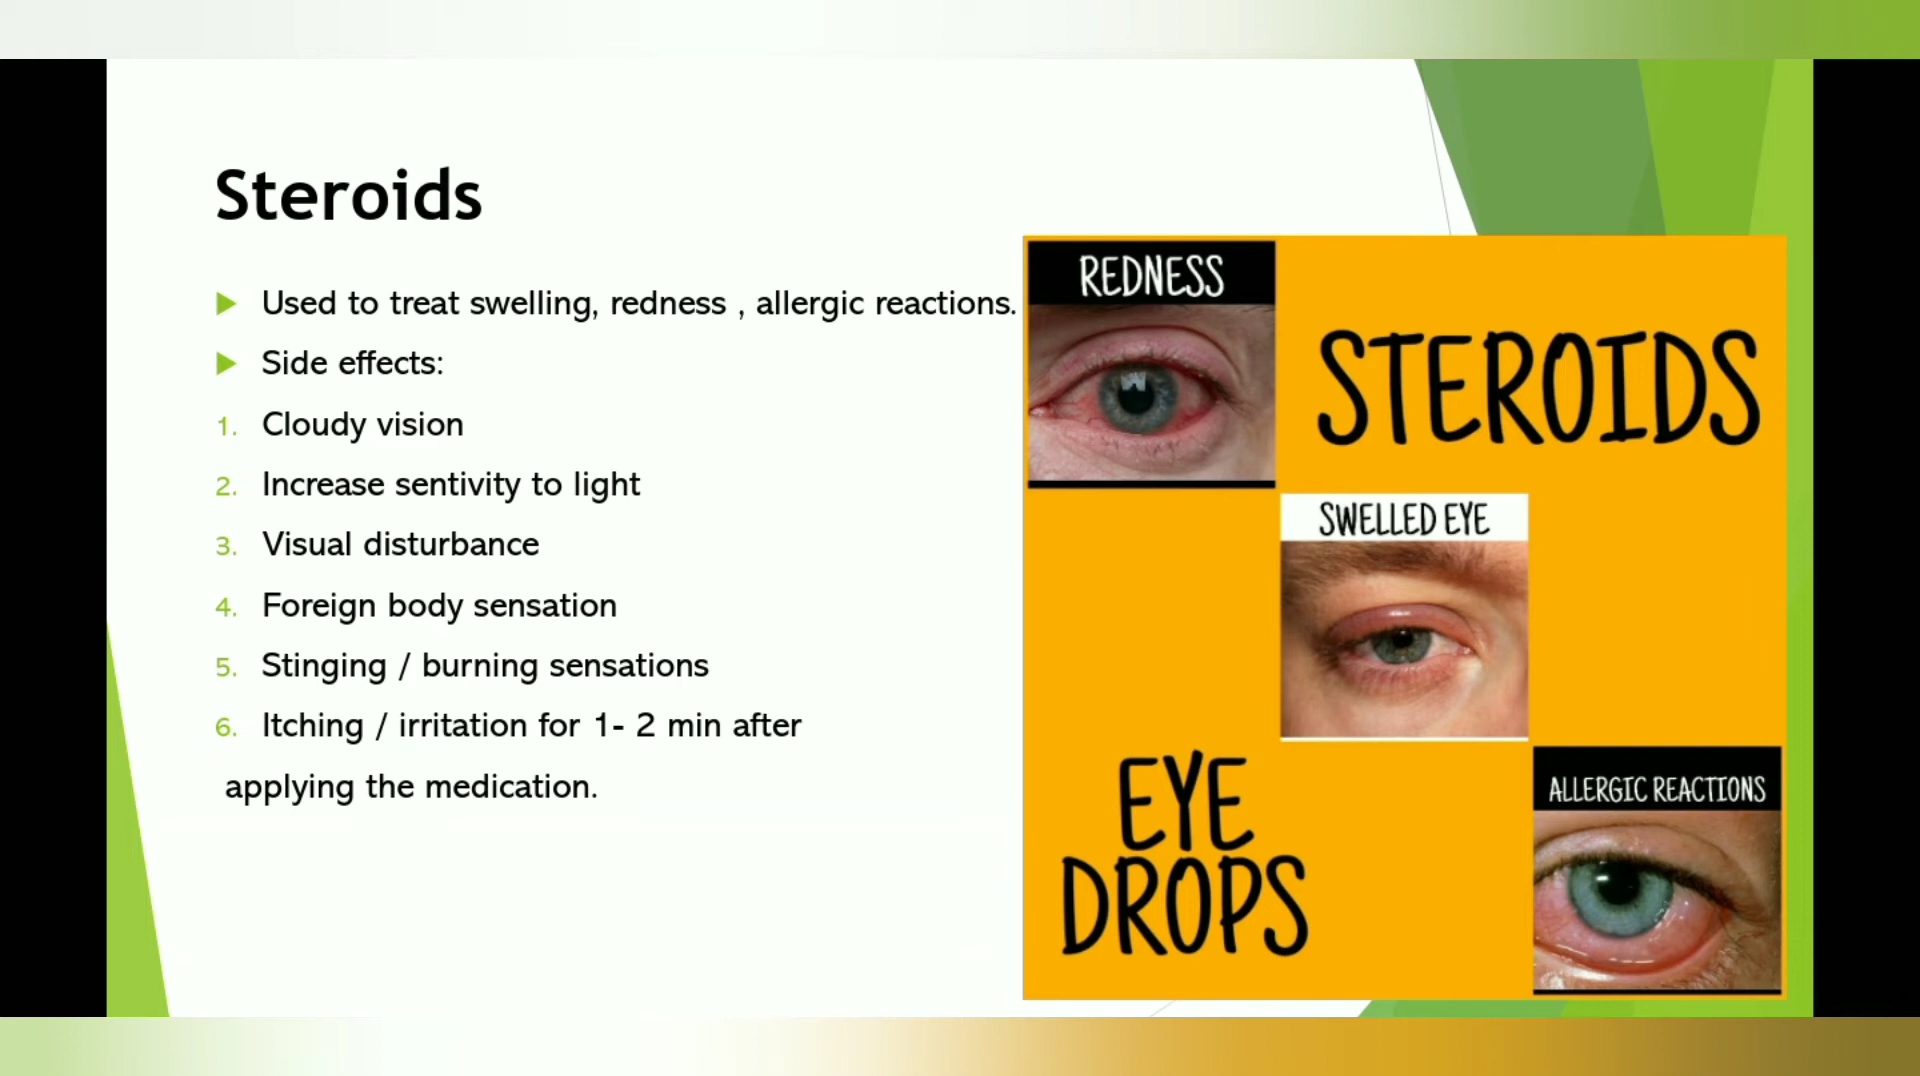 Steroids
Used to treat swelling, redness , allergic reactions.
Side effects:
1. Cloudy vision
2. Increase sentivity to light
3. Visual disturbance
4. Foreign body sensation
5. Stinging / burning sensations
6. Itching / irritation for 1- 2 min after
applying the medication.
REDNESS
STEROIDS
SWELLED EYE
EYE
DROPS
ALLERGIC REACTIONS